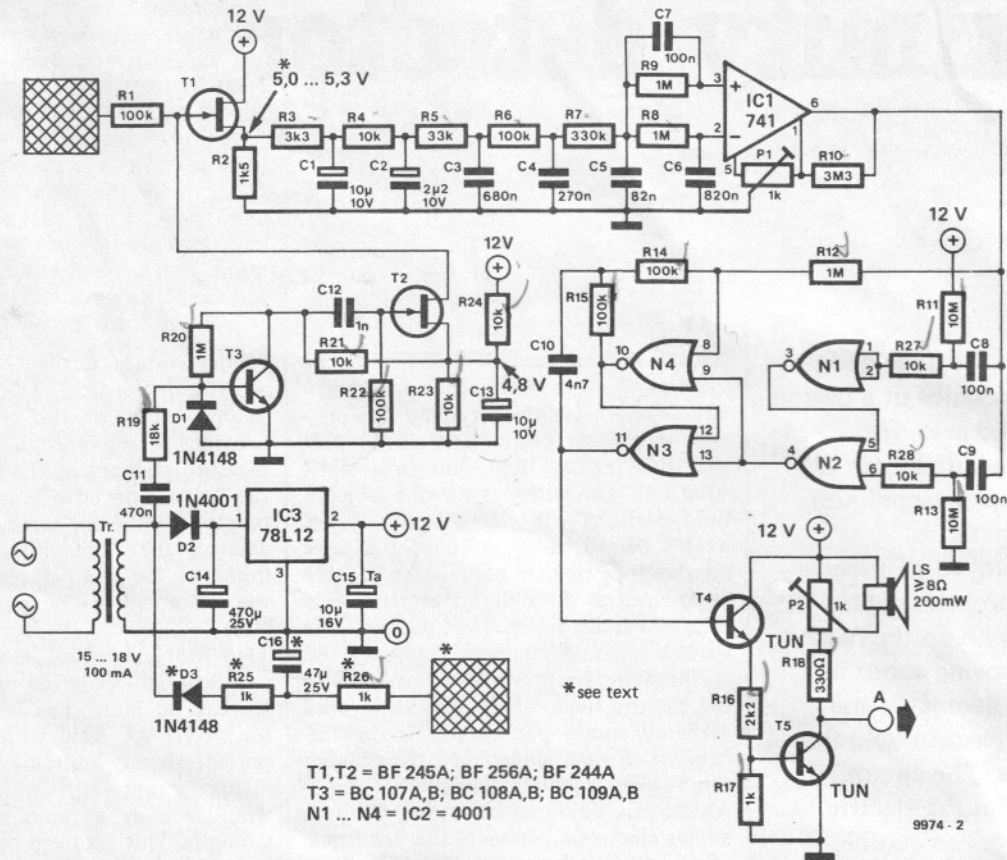 12 V
T1
*
5,0 ... 5,3 V
R1
100k
R2
1k5
R3
3k3
R4
10k
R5
33k
R6
100k
R7
330k
C7
100n
R9
1M
R8
1M
3
+
IC1
741
6
2
−
1
5
P1
1k
R10
3M3
C1
10µ
10V
C2
2µ2
10V
C3
680n
C4
270n
C5
82n
C6
820n
12V
R24
10k
T2
C12
1n
R20
1M
T3
R21
10k
R22
100k
R23
10k
4,8 V
C13
10µ
10V
R19
18k
D1
1N4148
C11
470n
1N4001
D2
1
IC3
78L12
2
3
+
12 V
Tr.
C14
470µ
25V
C15
Ta
10µ
16V
C16
*
47µ
25V
0
15 ... 18 V
100 mA
*
D3
1N4148
*
R25
1k
*
R26
1k
*
R14
100k
R12
1M
R15
100k
12 V
R11
10M
C10
4n7
10
N4
8
9
3
N1
1
2
R27
10k
C8
100n
11
N3
12
13
4
N2
5
6
R28
10k
C9
100n
R13
10M
12 V
T4
TUN
P2
1k
LS
≥8Ω
200mW
R18
330Ω
*see text
R16
2k2
A
T5
TUN
R17
1k
T1,T2 = BF 245A; BF 256A; BF 244A
T3 = BC 107A,B; BC 108A,B; BC 109A,B
N1 ... N4 = IC2 = 4001
9974 - 2